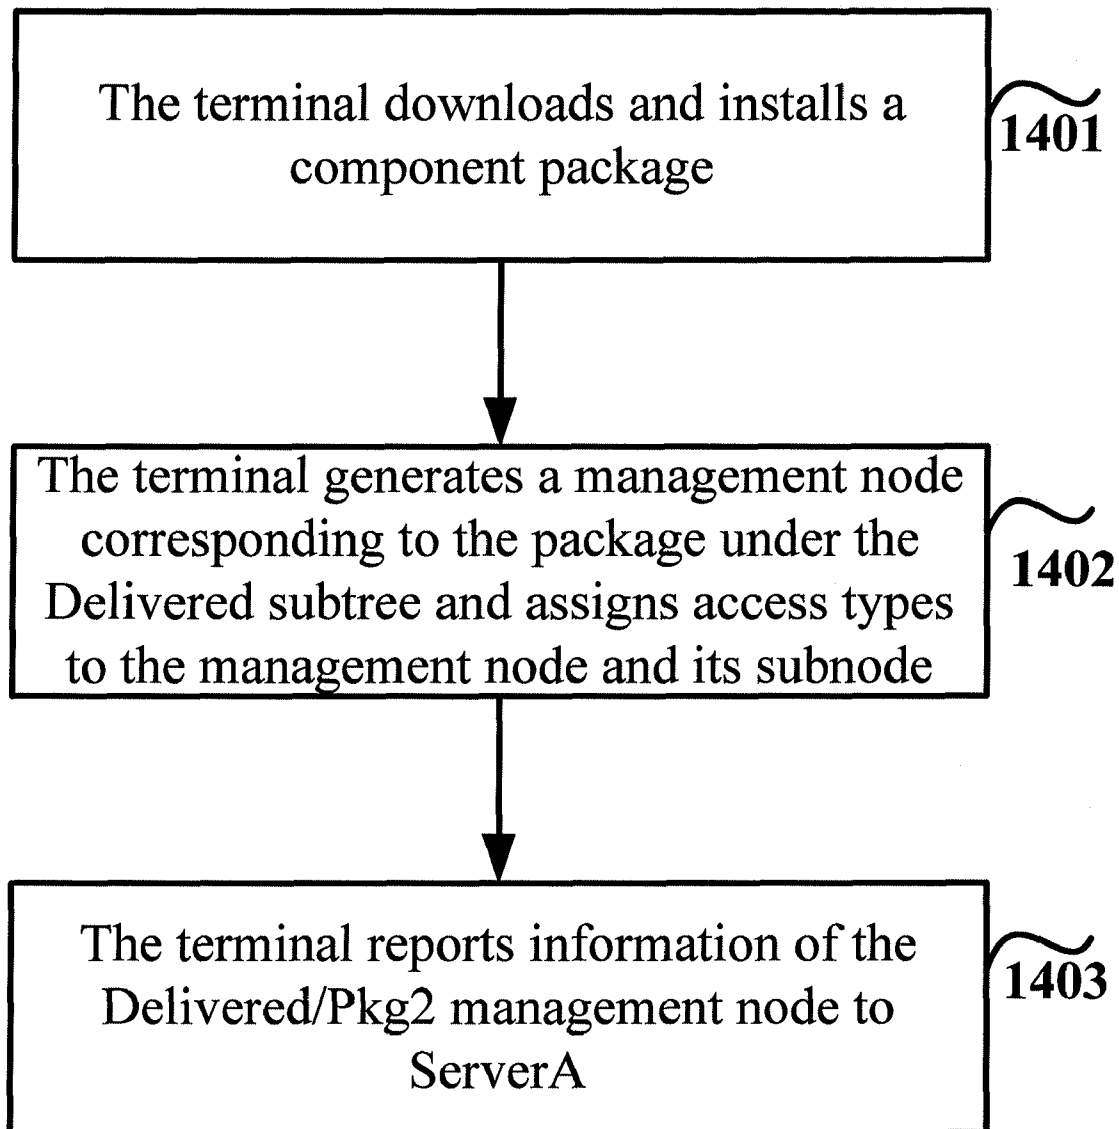 The terminal downloads and installs a
component package
1401
The terminal generates a management node
corresponding to the package under the
Delivered subtree and assigns access types
to the management node and its subnode
1402
The terminal reports information of the
Delivered/Pkg2 management node to
ServerA
1403